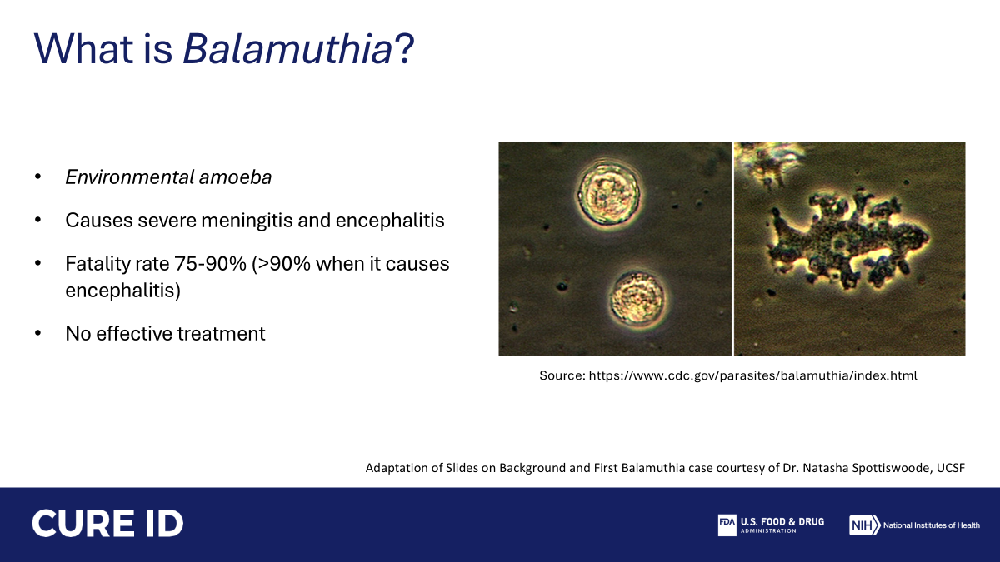 What is Balamuthia?
• Environmental amoeba
• Causes severe meningitis and encephalitis
• Fatality rate 75-90% (>90% when it causes
encephalitis)
• No effective treatment
Source: https://www.cdc.gov/parasites/balamuthia/index.html
Adaptation of Slides on Background and First Balamuthia case courtesy of Dr. Natasha Spottiswoode, UCSF
CURE ID
FDA
U.S. FOOD & DRUG
ADMINISTRATION
NIH
National Institutes of Health